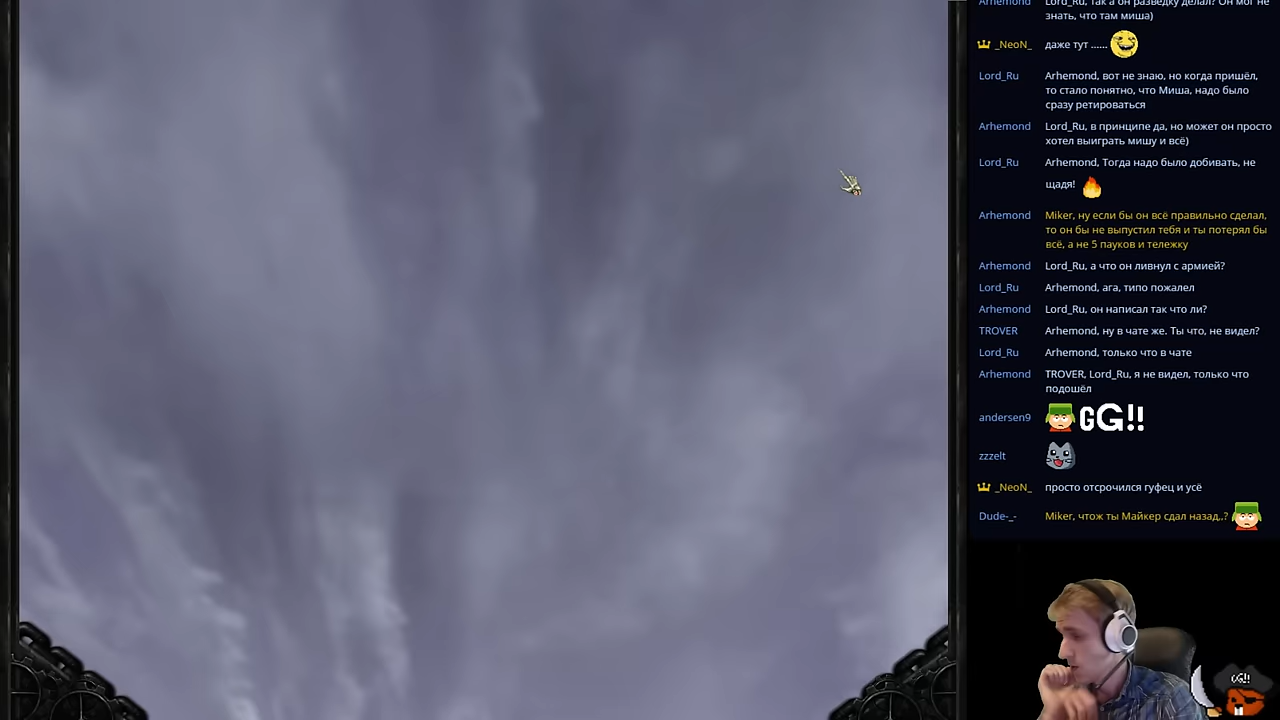 Arhemond Lord_Ru, так а он разведку делал? Он мог не
знать, что там миша)
_NeoN_ даже тут ......
Lord_Ru Arhemond, вот не знаю, но когда пришёл,
то стало понятно, что Миша, надо было
сразу ретироваться
Arhemond Lord_Ru, в принципе да, но может он просто
хотел выиграть мишу и всё)
Lord_Ru Arhemond, Тогда надо было добивать, не
щадя!
Arhemond Miker, ну если бы он всё правильно сделал,
то он бы не выпустил тебя и ты потерял бы
всё, а не 5 пауков и тележку
Arhemond Lord_Ru, а что он ливнул с армией?
Lord_Ru Arhemond, ага, типо пожалел
Arhemond Lord_Ru, он написал так что ли?
TROVER Arhemond, ну в чате же. Ты что, не видел?
Lord_Ru Arhemond, только что в чате
Arhemond TROVER, Lord_Ru, я не видел, только что
подошёл
andersen9 GG!!
zzzelt
_NeoN_ просто отсрочился гуфец и усё
Dude-_- Miker, чтож ты Майкер сдал назад,.?
GG!!